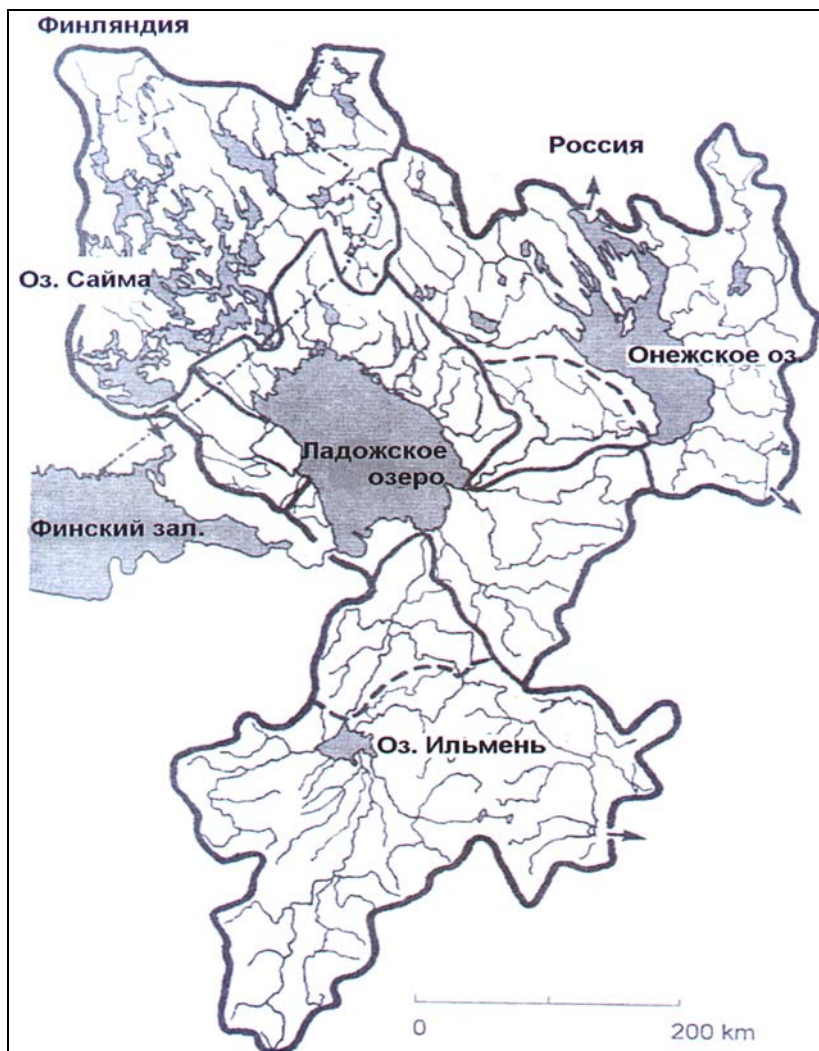 Финляндия
Россия
Оз. Сайма
Онежское оз.
Ладожское
озеро
Финский зал.
Оз. Ильмень
0 200 km